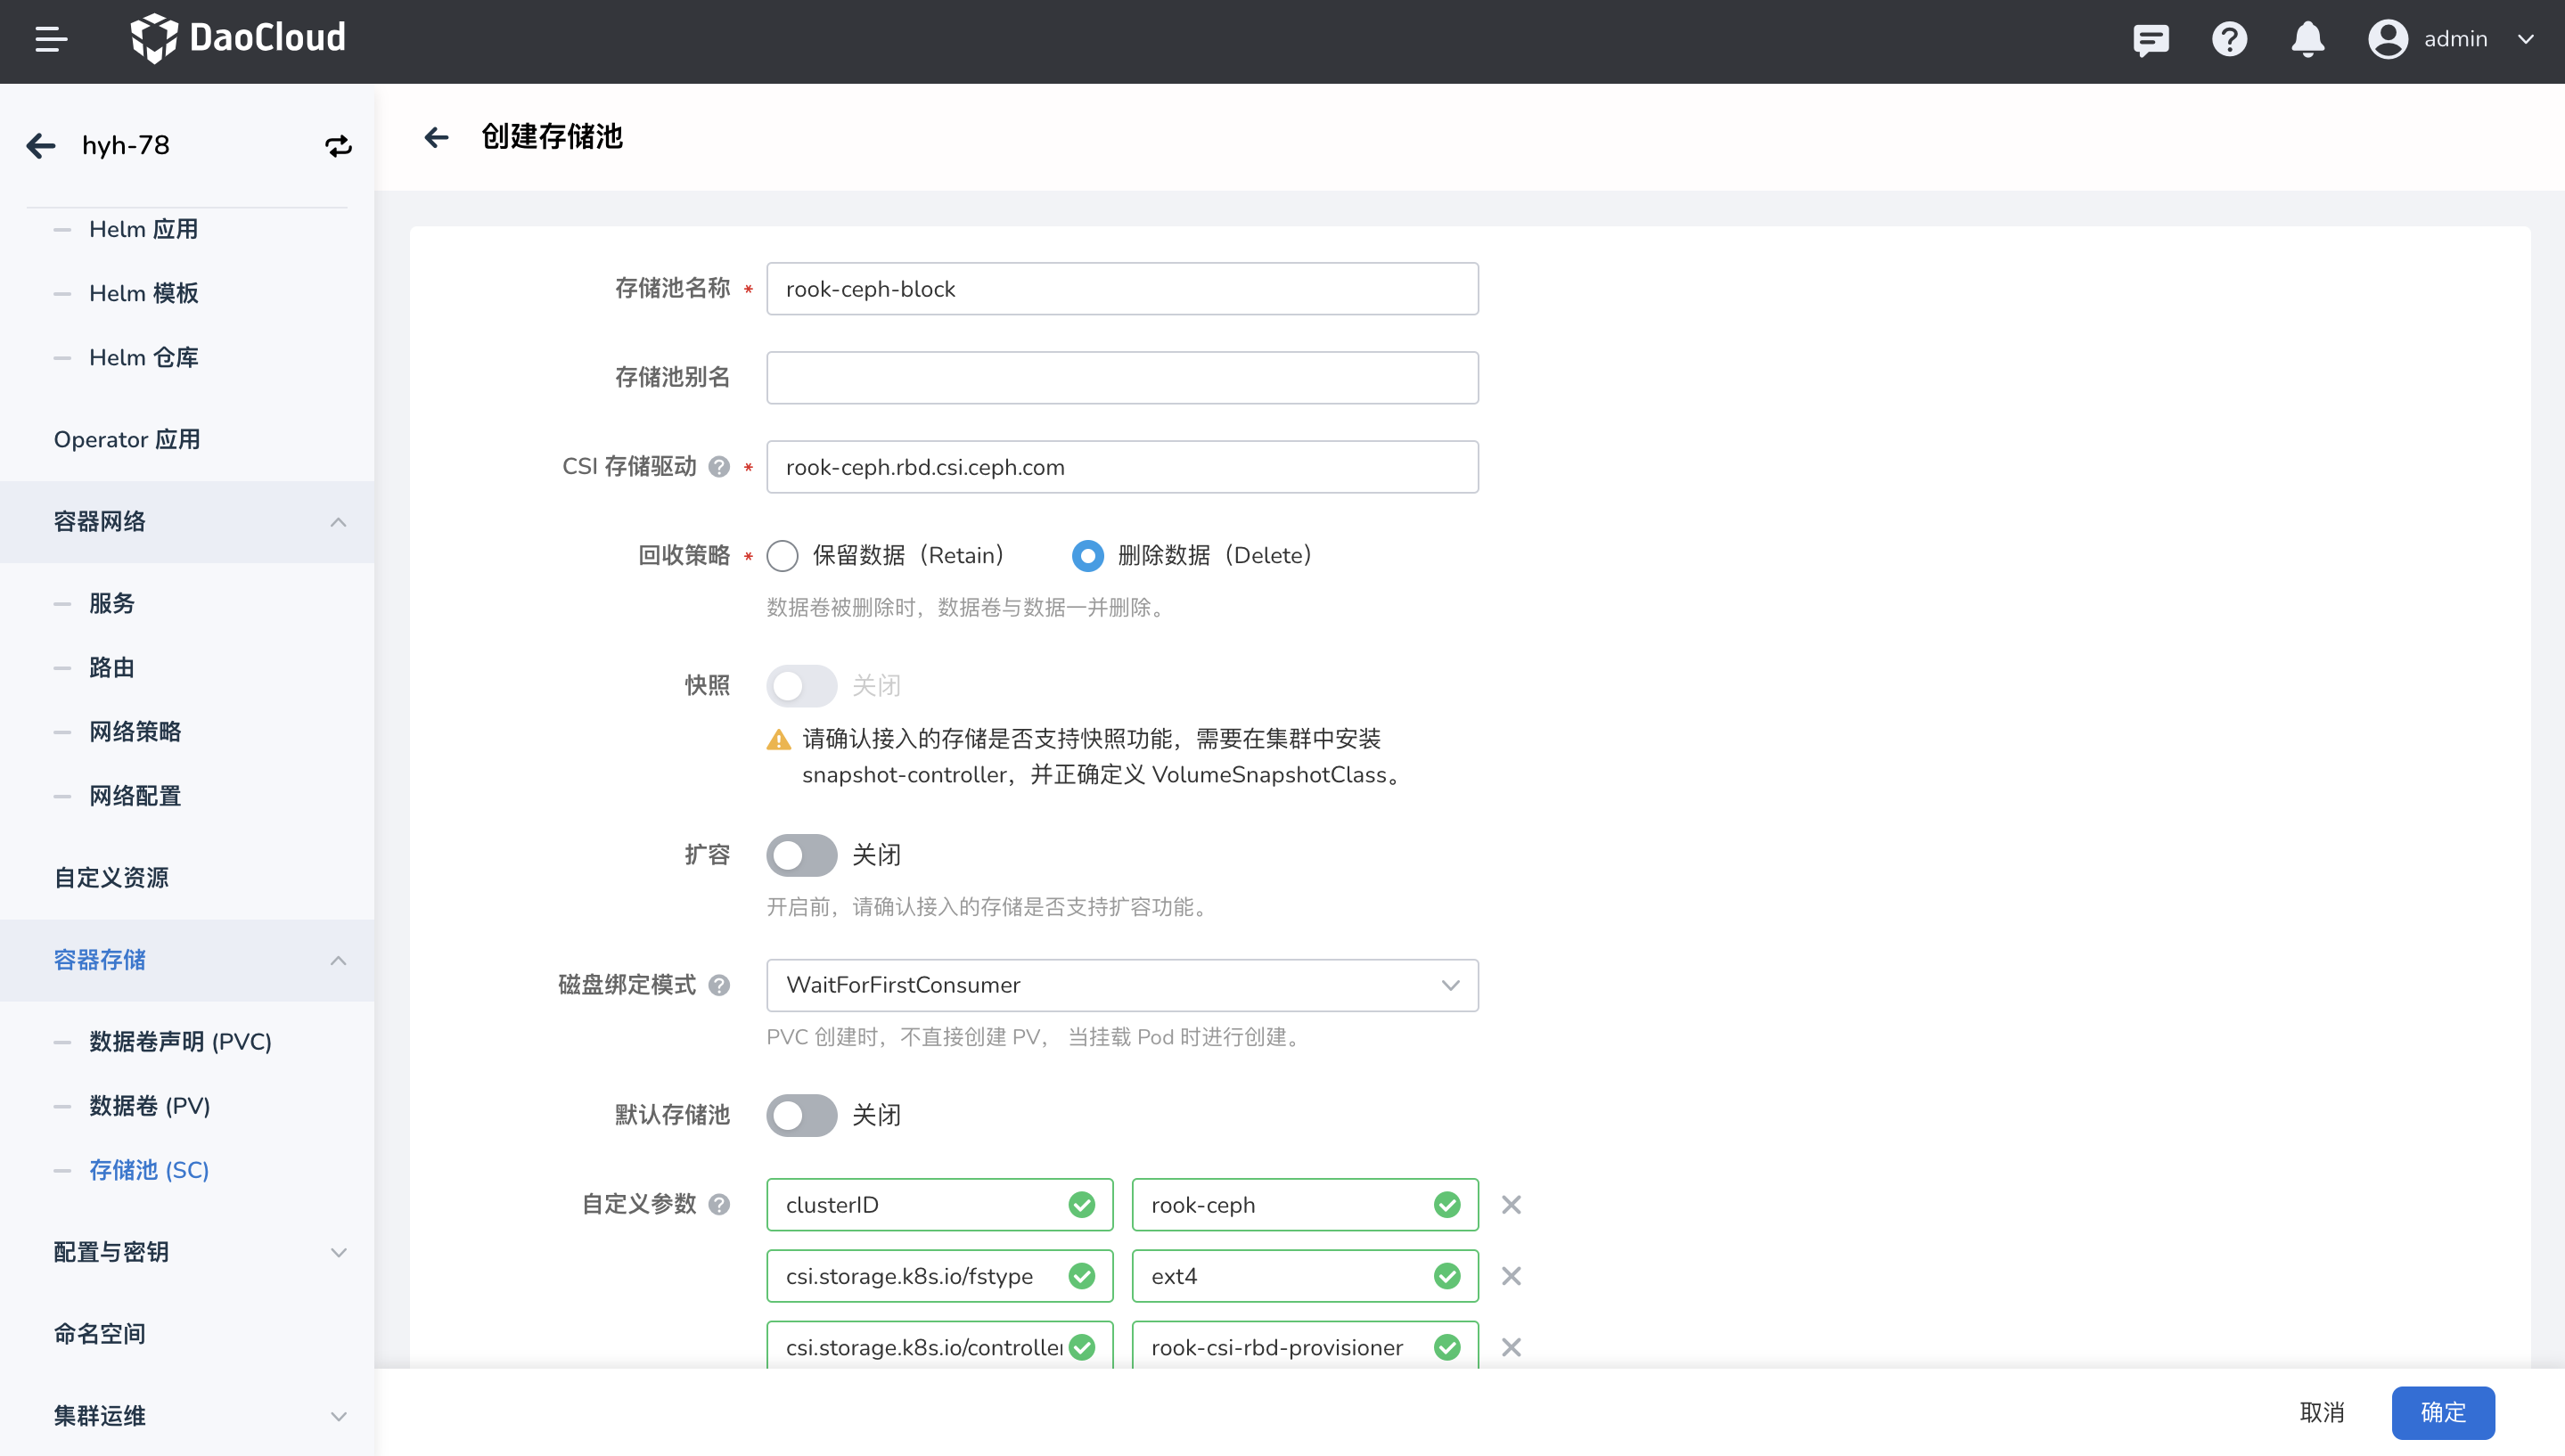 DaoCloud
admin
hyh-78
Helm 应用
Helm 模板
Helm 仓库
Operator 应用
容器网络
服务
路由
网络策略
网络配置
自定义资源
容器存储
数据卷声明 (PVC)
数据卷 (PV)
存储池 (SC)
配置与密钥
命名空间
集群运维
创建存储池
存储池名称 *
rook-ceph-block
存储池别名
CSI 存储驱动 ? *
rook-ceph.rbd.csi.ceph.com
回收策略 *
保留数据（Retain） 删除数据（Delete）
数据卷被删除时，数据卷与数据一并删除。
快照 关闭
请确认接入的存储是否支持快照功能，需要在集群中安装
snapshot-controller，并正确定义 VolumeSnapshotClass。
扩容 关闭
开启前，请确认接入的存储是否支持扩容功能。
磁盘绑定模式 ?
WaitForFirstConsumer
PVC 创建时，不直接创建 PV， 当挂载 Pod 时进行创建。
默认存储池 关闭
自定义参数 ?
clusterID rook-ceph
csi.storage.k8s.io/fstype ext4
csi.storage.k8s.io/controller rook-csi-rbd-provisioner
取消 确定